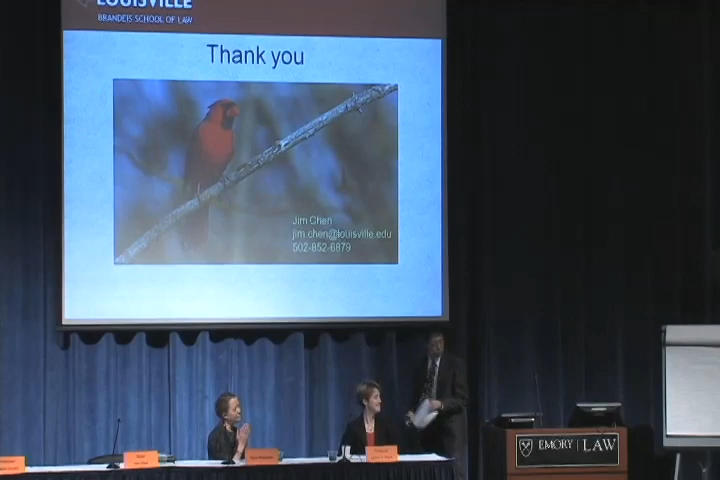 LOUISVILLE
BRANDEIS SCHOOL OF LAW
Thank you
Jim Chen
jim.chen@louisville.edu
502-852-6879
EMORY | LAW